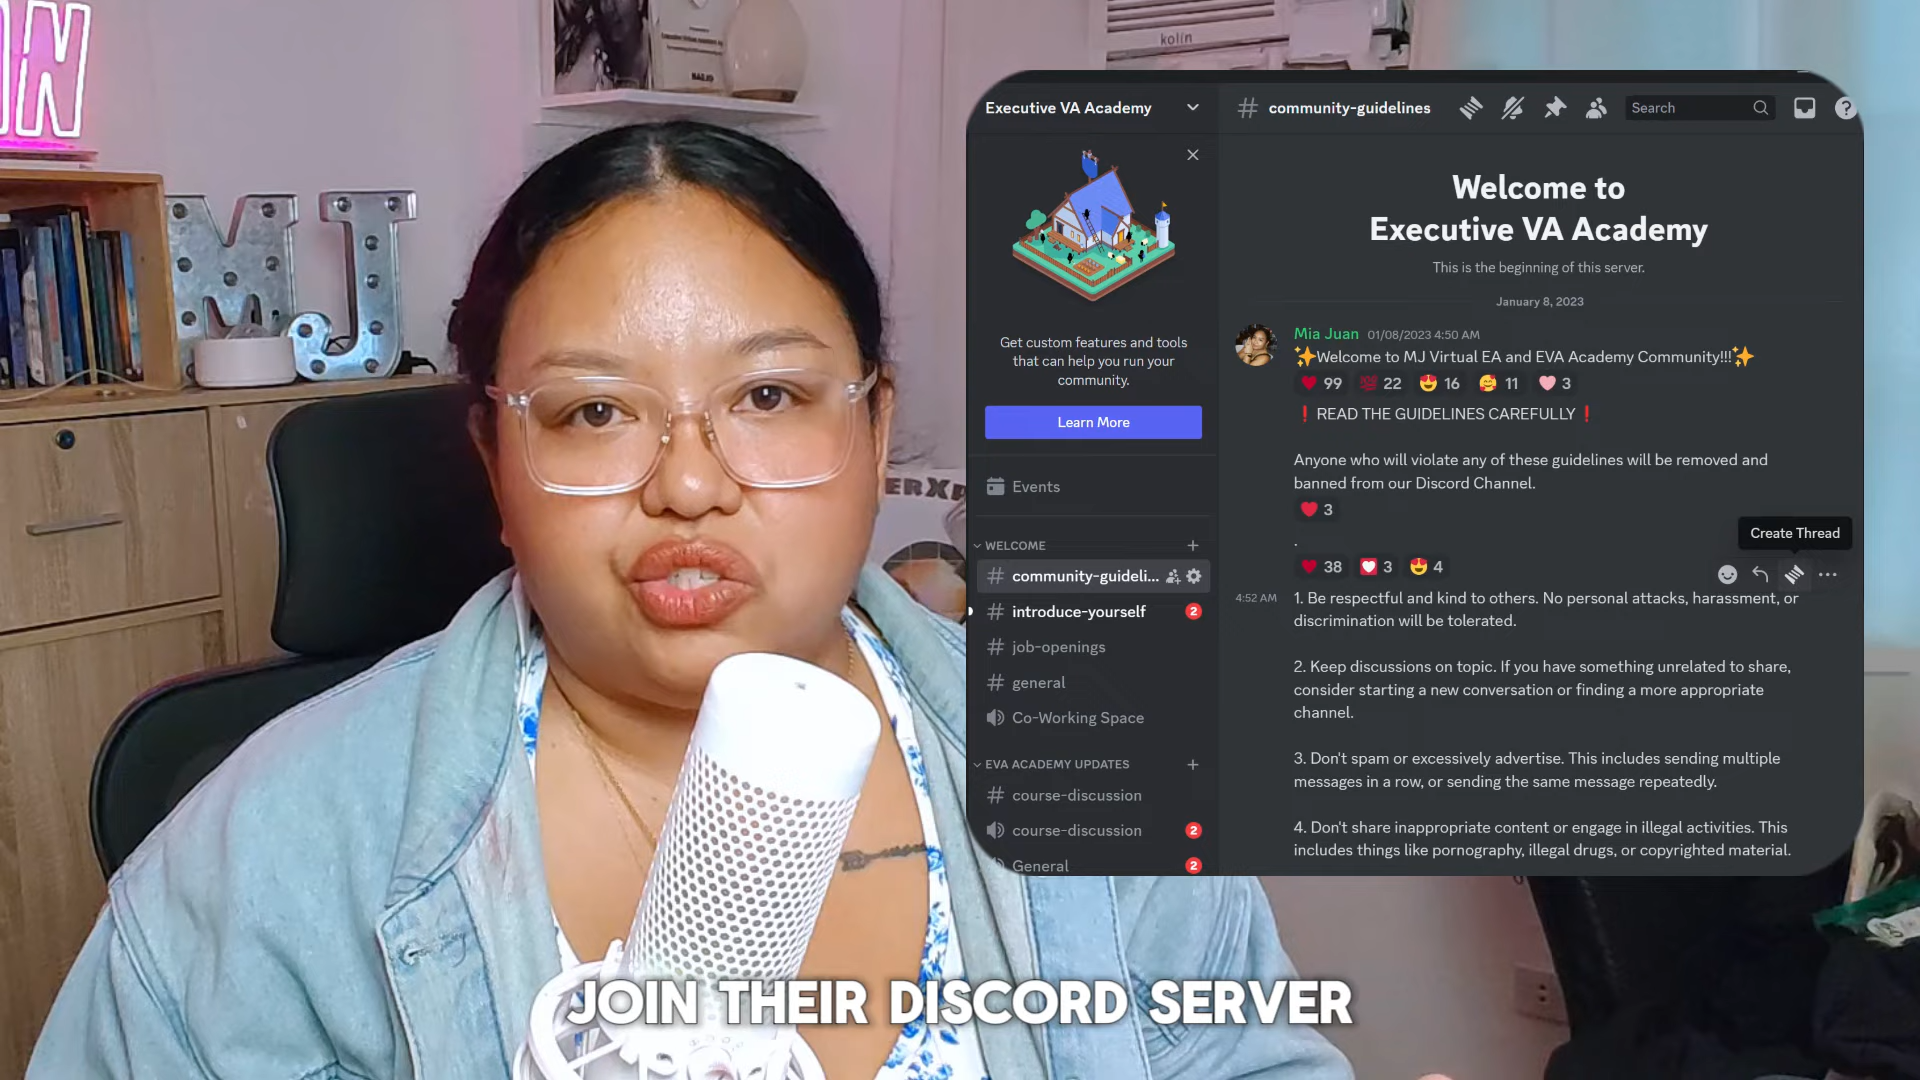 ON
MJ
kolin
Executive VA Academy
community-guidelines
Search
Welcome to
Executive VA Academy
This is the beginning of this server.
January 8, 2023
Get custom features and tools
that can help you run your
community.
Learn More
Events
WELCOME
community-guideli...
introduce-yourself 2
job-openings
general
Co-Working Space
EVA ACADEMY UPDATES
course-discussion
course-discussion 2
General 2
Mia Juan 01/08/2023 4:50 AM
✨Welcome to MJ Virtual EA and EVA Academy Community!!!✨
❤️ 99 💯 22 😍 16 🥰 11 🩷 3
❗ READ THE GUIDELINES CAREFULLY ❗
Anyone who will violate any of these guidelines will be removed and
banned from our Discord Channel.
❤️ 3
Create Thread
.
❤️ 38 💟 3 😍 4
4:52 AM 1. Be respectful and kind to others. No personal attacks, harassment, or
discrimination will be tolerated.
2. Keep discussions on topic. If you have something unrelated to share,
consider starting a new conversation or finding a more appropriate
channel.
3. Don't spam or excessively advertise. This includes sending multiple
messages in a row, or sending the same message repeatedly.
4. Don't share inappropriate content or engage in illegal activities. This
includes things like pornography, illegal drugs, or copyrighted material.
JOIN THEIR DISCORD SERVER